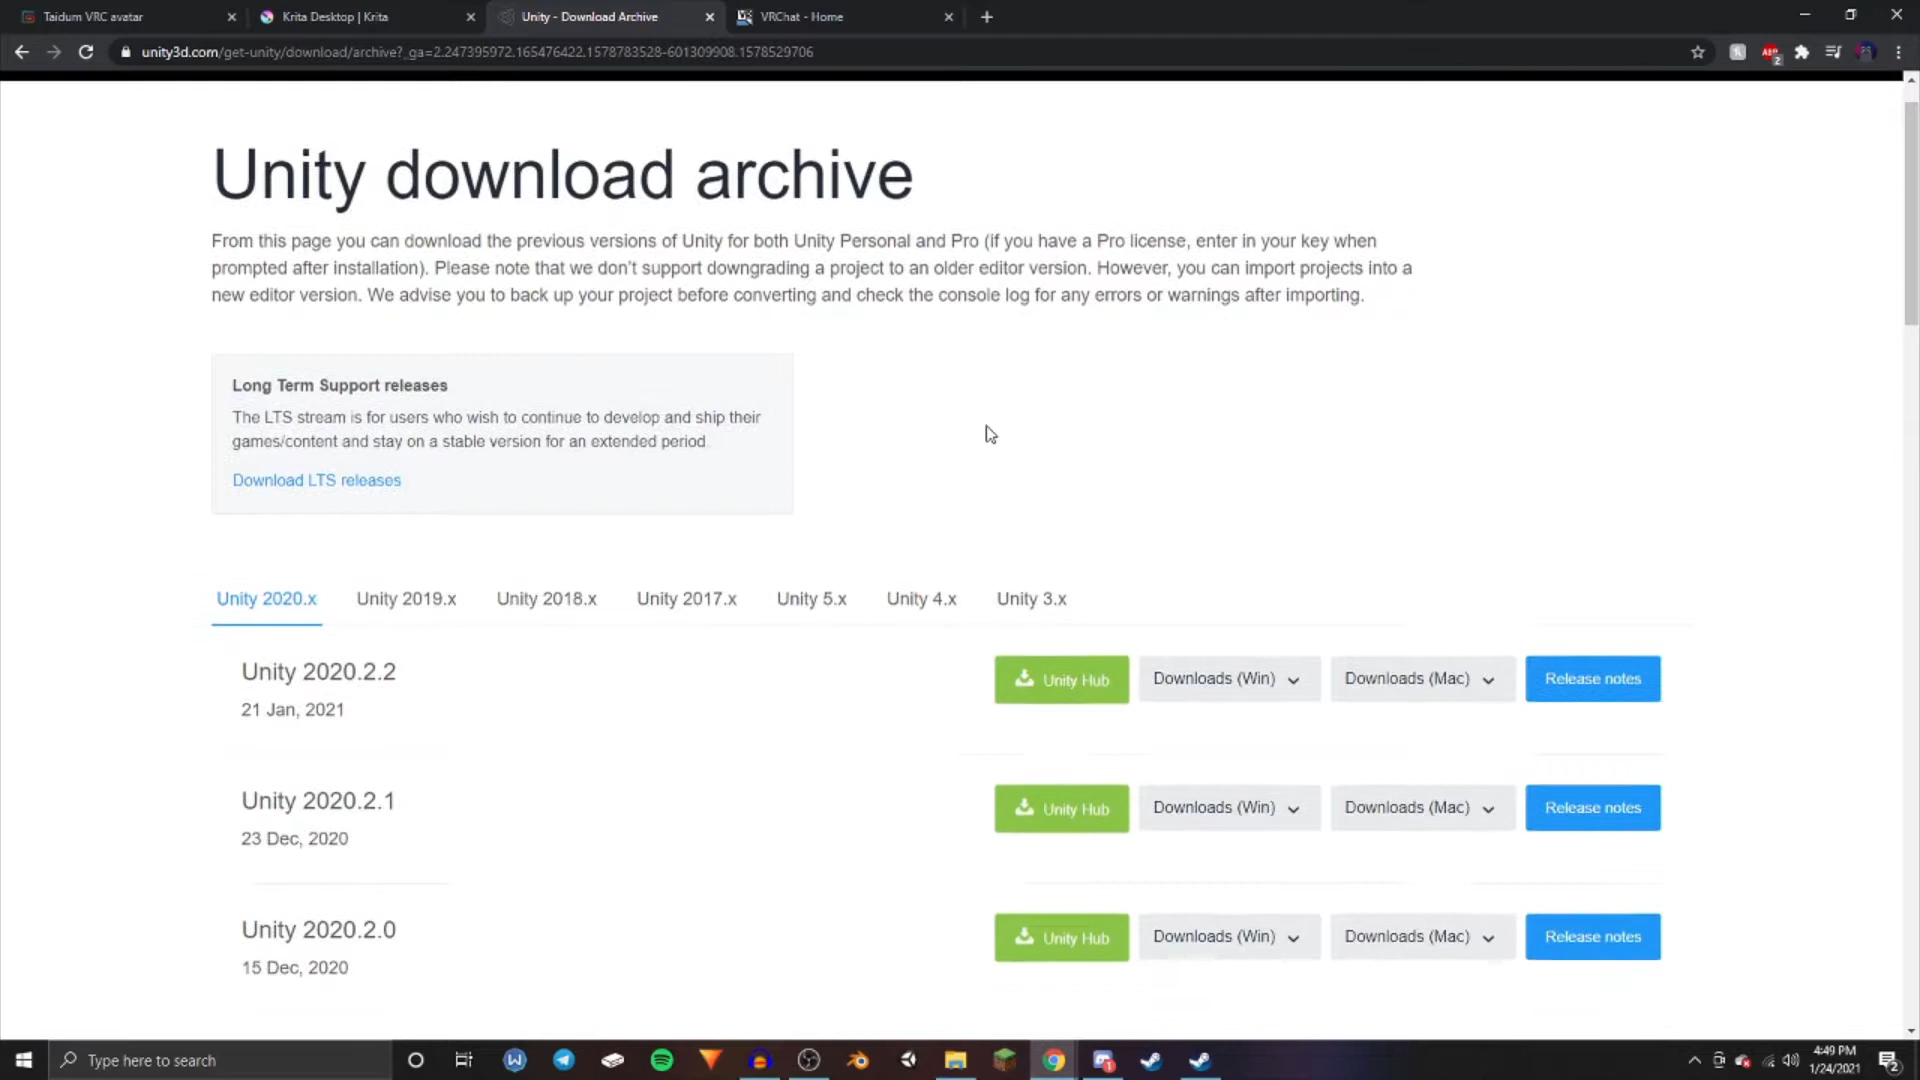 Taidum VRC avatar
Krita Desktop | Krita
Unity - Download Archive
VRChat - Home
unity3d.com/get-unity/download/archive?_ga=2.247395972.165476422.1578783528-601309908.1578529706
ABP
2
Unity download archive
From this page you can download the previous versions of Unity for both Unity Personal and Pro (if you have a Pro license, enter in your key when
prompted after installation). Please note that we don't support downgrading a project to an older editor version. However, you can import projects into a
new editor version. We advise you to back up your project before converting and check the console log for any errors or warnings after importing.
Long Term Support releases
The LTS stream is for users who wish to continue to develop and ship their
games/content and stay on a stable version for an extended period.
Download LTS releases
Unity 2020.x Unity 2019.x Unity 2018.x Unity 2017.x Unity 5.x Unity 4.x Unity 3.x
Unity 2020.2.2
21 Jan, 2021
Unity Hub Downloads (Win) Downloads (Mac) Release notes
Unity 2020.2.1
23 Dec, 2020
Unity Hub Downloads (Win) Downloads (Mac) Release notes
Unity 2020.2.0
15 Dec, 2020
Unity Hub Downloads (Win) Downloads (Mac) Release notes
Type here to search
W
1
4:49 PM
1/24/2021
2